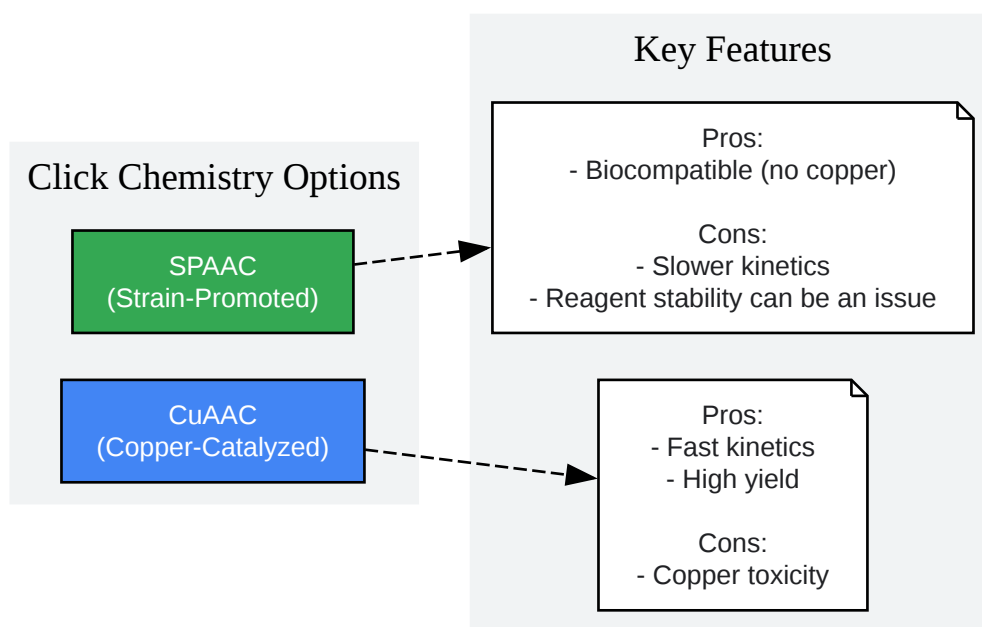 Click Chemistry Options
SPAAC
(Strain-Promoted)
CuAAC
(Copper-Catalyzed)
Key Features
Pros:
- Biocompatible (no copper)
Cons:
- Slower kinetics
- Reagent stability can be an issue
Pros:
- Fast kinetics
- High yield
Cons:
- Copper toxicity